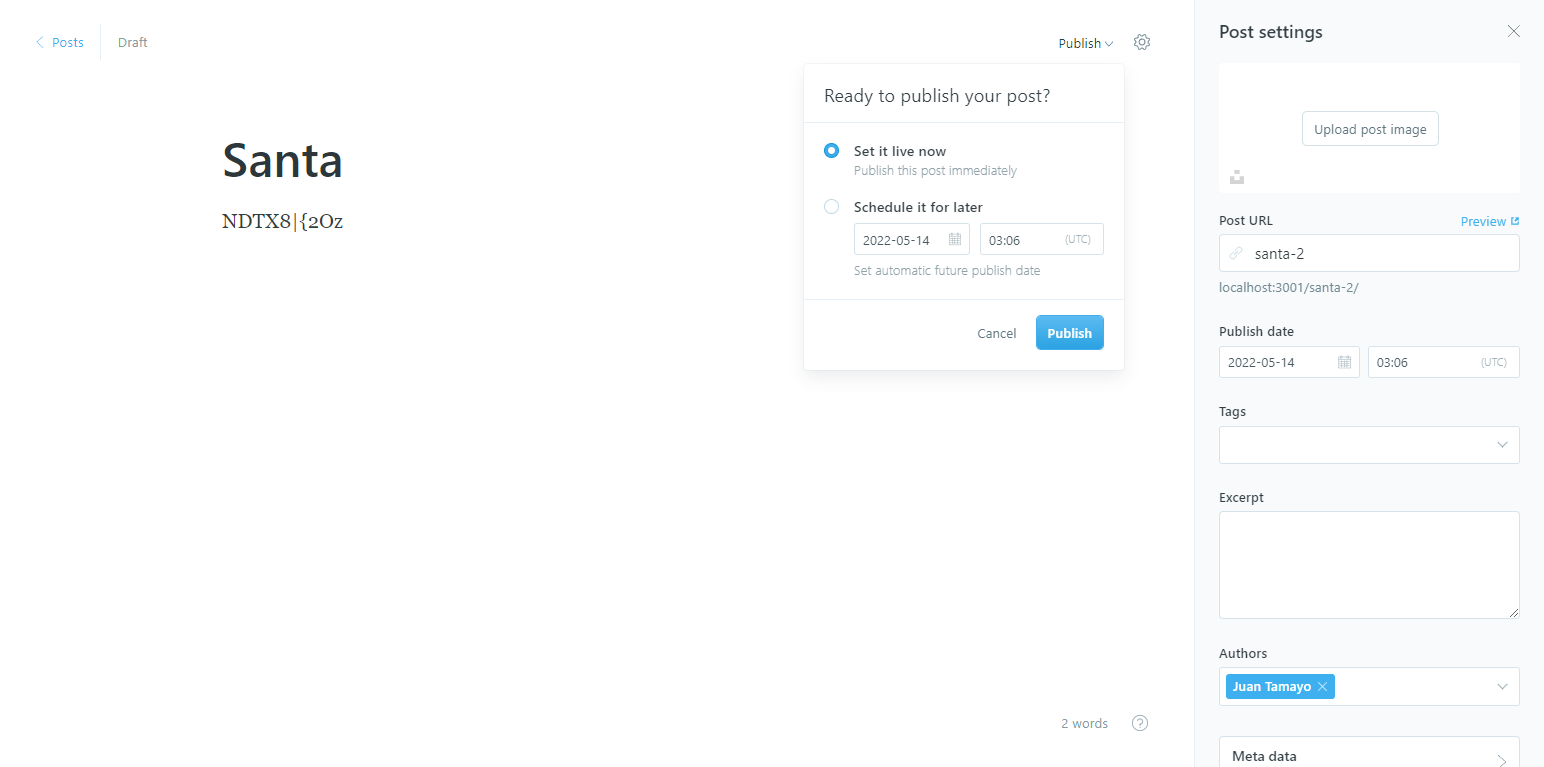 Posts
Draft
Publish
Ready to publish your post?
Set it live now
Publish this post immediately
Schedule it for later
2022-05-14
03:06 (UTC)
Set automatic future publish date
Cancel
Publish
Santa
NDTX8|{2Oz
2 words
?
Post settings
Upload post image
Post URL
Preview
santa-2
localhost:3001/santa-2/
Publish date
2022-05-14
03:06 (UTC)
Tags
Excerpt
Authors
Juan Tamayo
Meta data